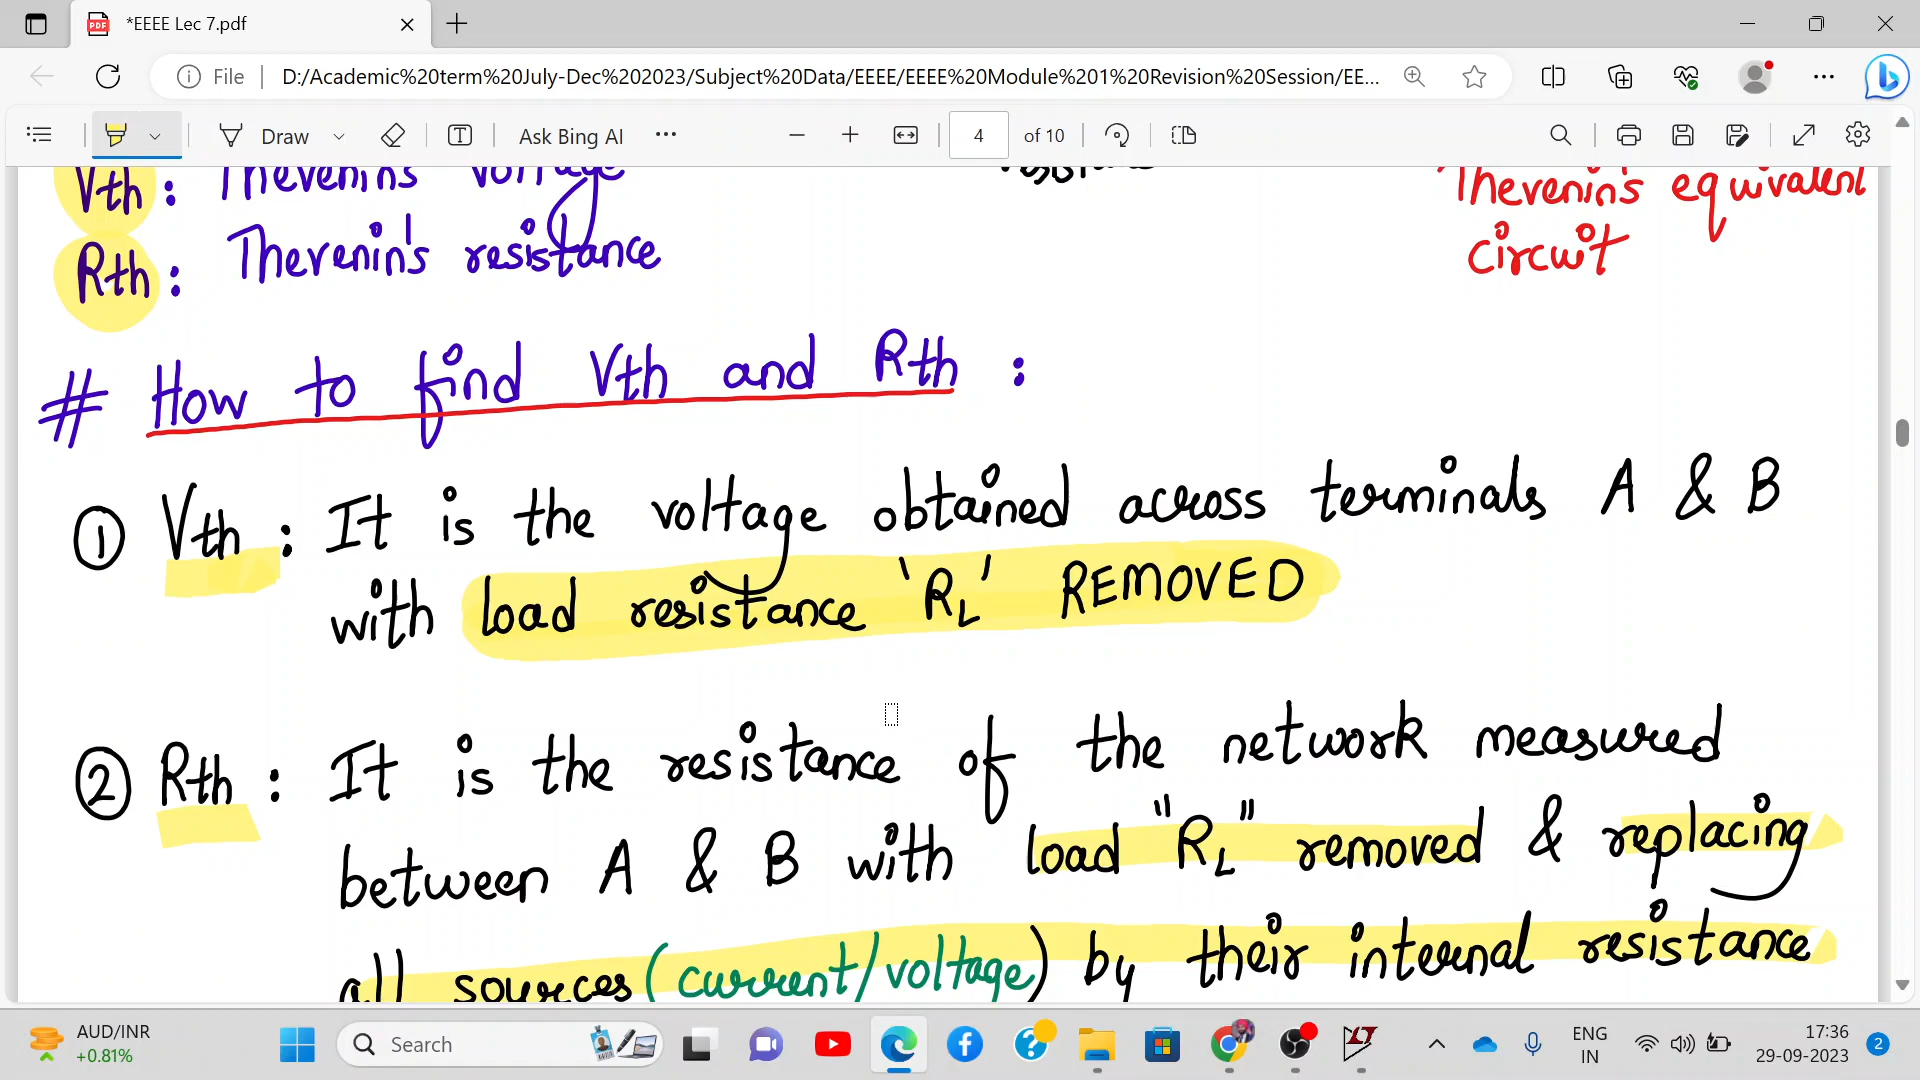 *EEEE Lec 7.pdf
File
D:/Academic%20term%20July-Dec%202023/Subject%20Data/EEEE/EEEE%20Module%201%20Revision%20Session/EE...
Draw
Ask Bing AI
4 of 10
Vth : Thevenin's voltage
Thevenin's equivalent
Rth : Thevenin's resistance
circuit
# How to find Vth and Rth :
① Vth : It is the voltage obtained across terminals A & B
with load resistance 'RL' REMOVED
② Rth : It is the resistance of the network measured
between A & B with load "RL" removed & replacing
all sources (current/voltage) by their internal resistance
AUD/INR
+0.81%
Search
ENG
IN
17:36
29-09-2023
2